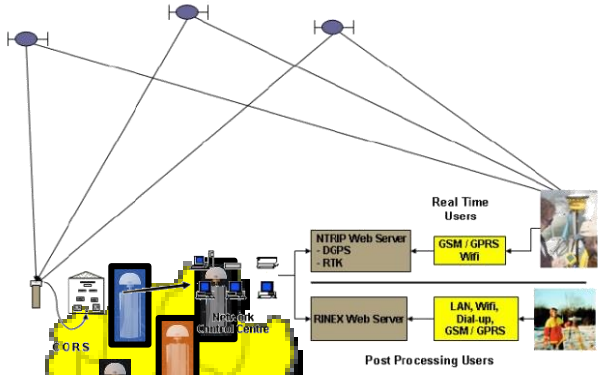 Real Time
Users
NTRIP Web Server
- DGPS
- RTK
GSM / GPRS
Wifi
Network
Control Centre
CORS
RINEX Web Server
LAN, Wifi,
Dial-up,
GSM / GPRS
Post Processing Users